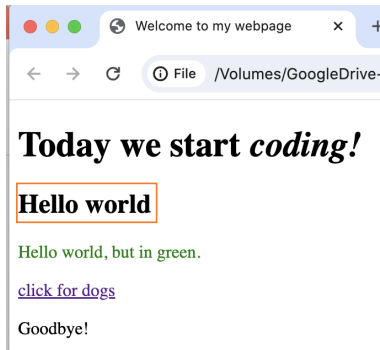 Welcome to my webpage
File /Volumes/GoogleDrive-
Today we start coding!
Hello world
Hello world, but in green.
click for dogs
Goodbye!